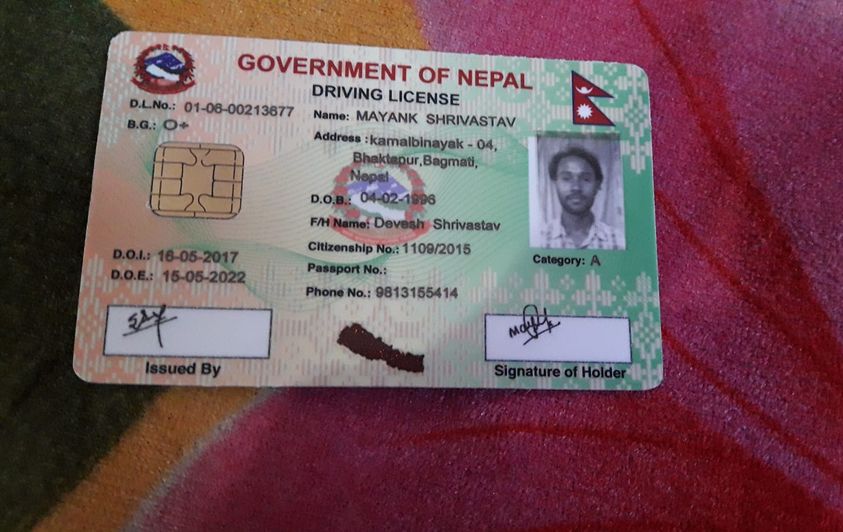 GOVERNMENT OF NEPAL
DRIVING LICENSE
D.L.No.: 01-06-00213677
B.G.: O+
Name: MAYANK SHRIVASTAV
Address : kamalbinayak - 04,
Bhaktapur,Bagmati,
Nepal
D.O.B.: 04-02-1996
F/H Name: Devesh Shrivastav
Citizenship No.: 1109/2015
Passport No.:
Phone No.: 9813155414
D.O.I.: 16-05-2017
D.O.E.: 15-05-2022
Category: A
Issued By
Signature of Holder